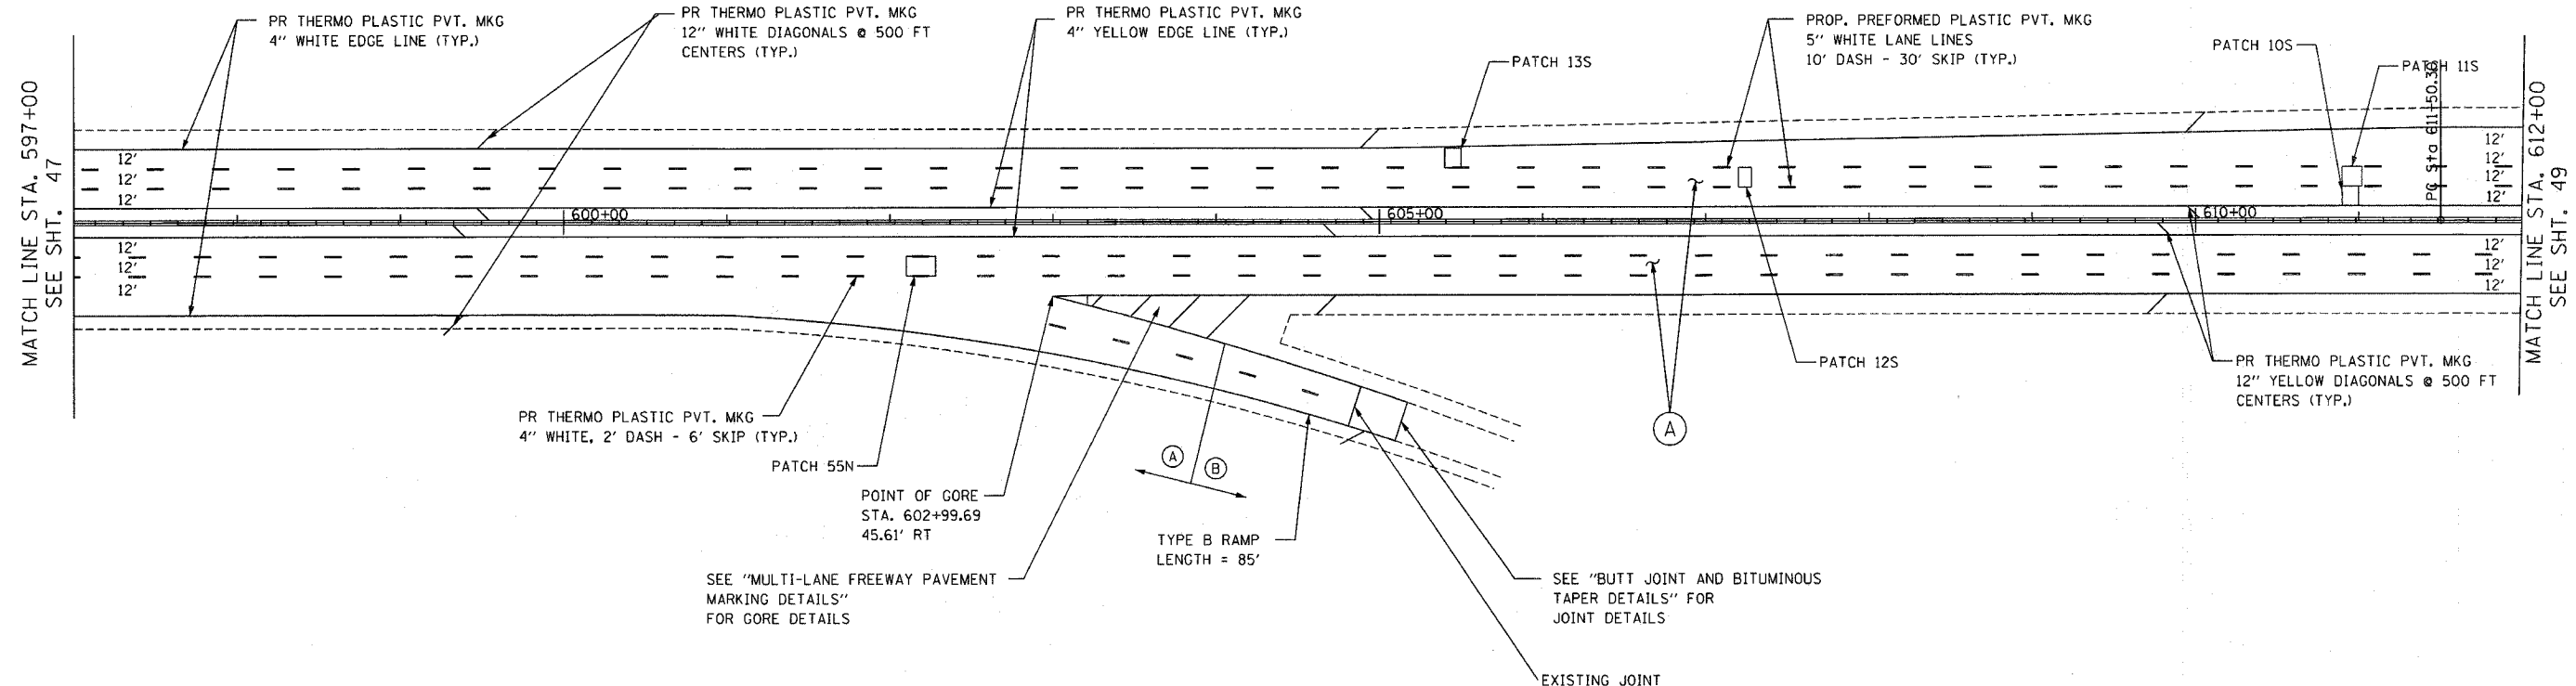 PR THERMO PLASTIC PVT. MKG
4" WHITE EDGE LINE (TYP.)
PR THERMO PLASTIC PVT. MKG
12" WHITE DIAGONALS @ 500 FT
CENTERS (TYP.)
PR THERMO PLASTIC PVT. MKG
4" YELLOW EDGE LINE (TYP.)
PROP. PREFORMED PLASTIC PVT. MKG
5" WHITE LANE LINES
10' DASH - 30' SKIP (TYP.)
PATCH 13S
PATCH 10S
PATCH 11S
PC Sta 611+50.36
MATCH LINE STA. 597+00
SEE SHT. 47
MATCH LINE STA. 612+00
SEE SHT. 49
12'
12'
12'
12'
12'
12'
12'
600+00
605+00
610+00
12'
12'
12'
12'
12'
12'
PATCH 12S
A
PR THERMO PLASTIC PVT. MKG
12" YELLOW DIAGONALS @ 500 FT
CENTERS (TYP.)
PR THERMO PLASTIC PVT. MKG
4" WHITE, 2' DASH - 6' SKIP (TYP.)
PATCH 55N
A
B
POINT OF GORE
STA. 602+99.69
45.61' RT
TYPE B RAMP
LENGTH = 85'
SEE "MULTI-LANE FREEWAY PAVEMENT
MARKING DETAILS"
FOR GORE DETAILS
SEE "BUTT JOINT AND BITUMINOUS
TAPER DETAILS" FOR
JOINT DETAILS
EXISTING JOINT